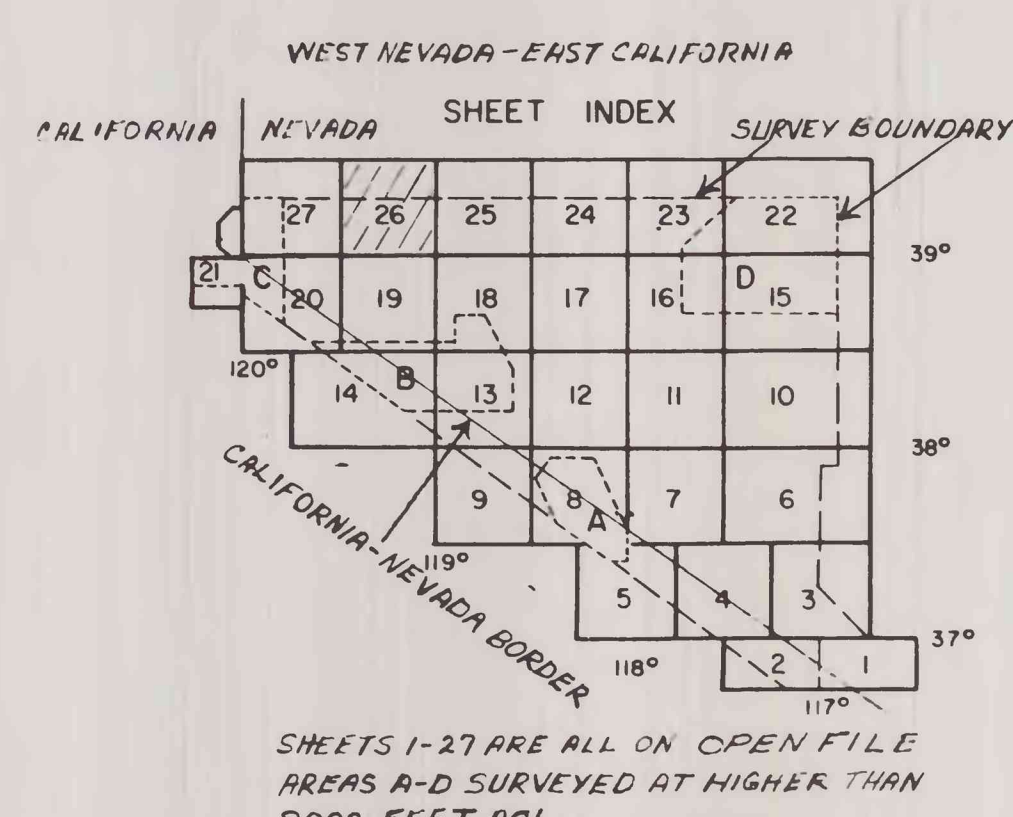 WEST NEVADA-EAST CALIFORNIA
SHEET INDEX
CALIFORNIA NEVADA SURVEY BOUNDARY
27 26 25 24 23 22
39°
21 C 20 19 18 17 16 D 15
120°
14 B 13 12 11 10
38°
CALIFORNIA-NEVADA BORDER
9 8 A 7 6
119°
5 4 3
37°
118°
2 1
117°
SHEETS 1-27 ARE ALL ON OPEN FILE
AREAS A-D SURVEYED AT HIGHER THAN
FEET